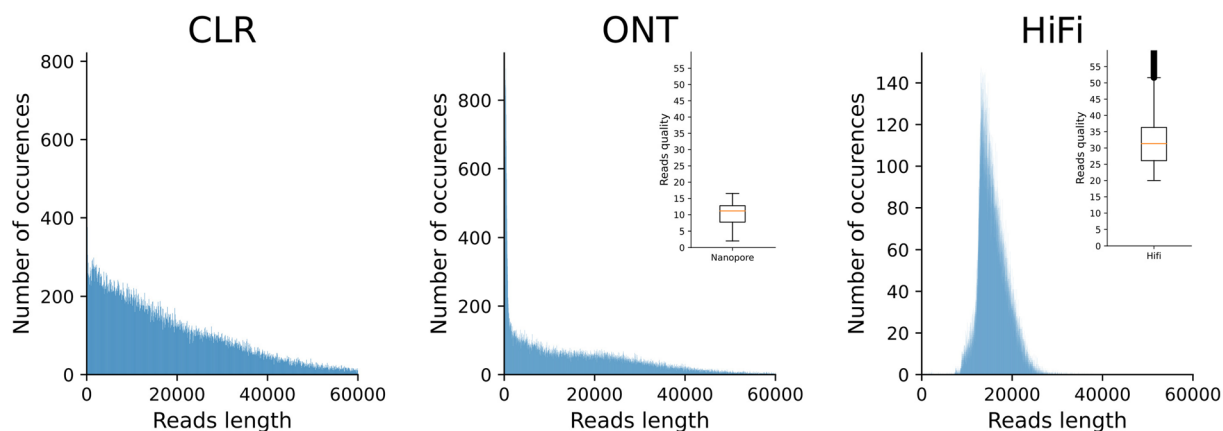 CLR
Number of occurences
800
600
400
200
0
0 20000 40000 60000
Reads length
ONT
Number of occurences
800
600
400
200
0
0 20000 40000 60000
Reads length
Reads quality
55
50
45
40
35
30
25
20
15
10
5
0
Nanopore
HiFi
Number of occurences
140
120
100
80
60
40
20
0
0 20000 40000 60000
Reads length
Reads quality
55
50
45
40
35
30
25
20
15
10
5
0
Hifi